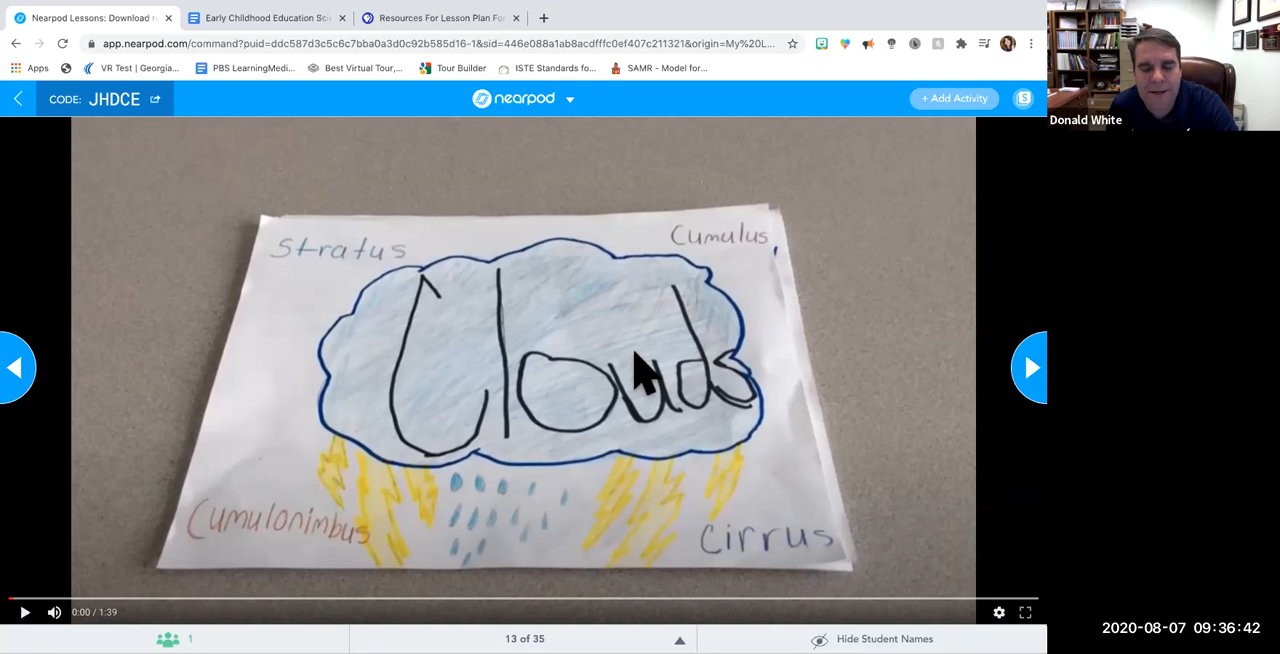 Nearpod Lessons: Download r
Early Childhood Education Sci
Resources For Lesson Plan For
app.nearpod.com/command?puid=ddc587d3c5c6c7bba0a3d0c92b585d16-1&sid=446e088a1ab8acdfffc0ef407c211321&origin=My%20L...
Apps
VR Test | Georgia...
PBS LearningMedi...
Best Virtual Tour,...
Tour Builder
ISTE Standards fo...
SAMR - Model for...
CODE: JHDCE
nearpod
+ Add Activity
S
Donald White
Stratus
Cumulus
Clouds
Cumulonimbus
Cirrus
0:00 / 1:39
1
13 of 35
Hide Student Names
2020-08-07 09:36:42